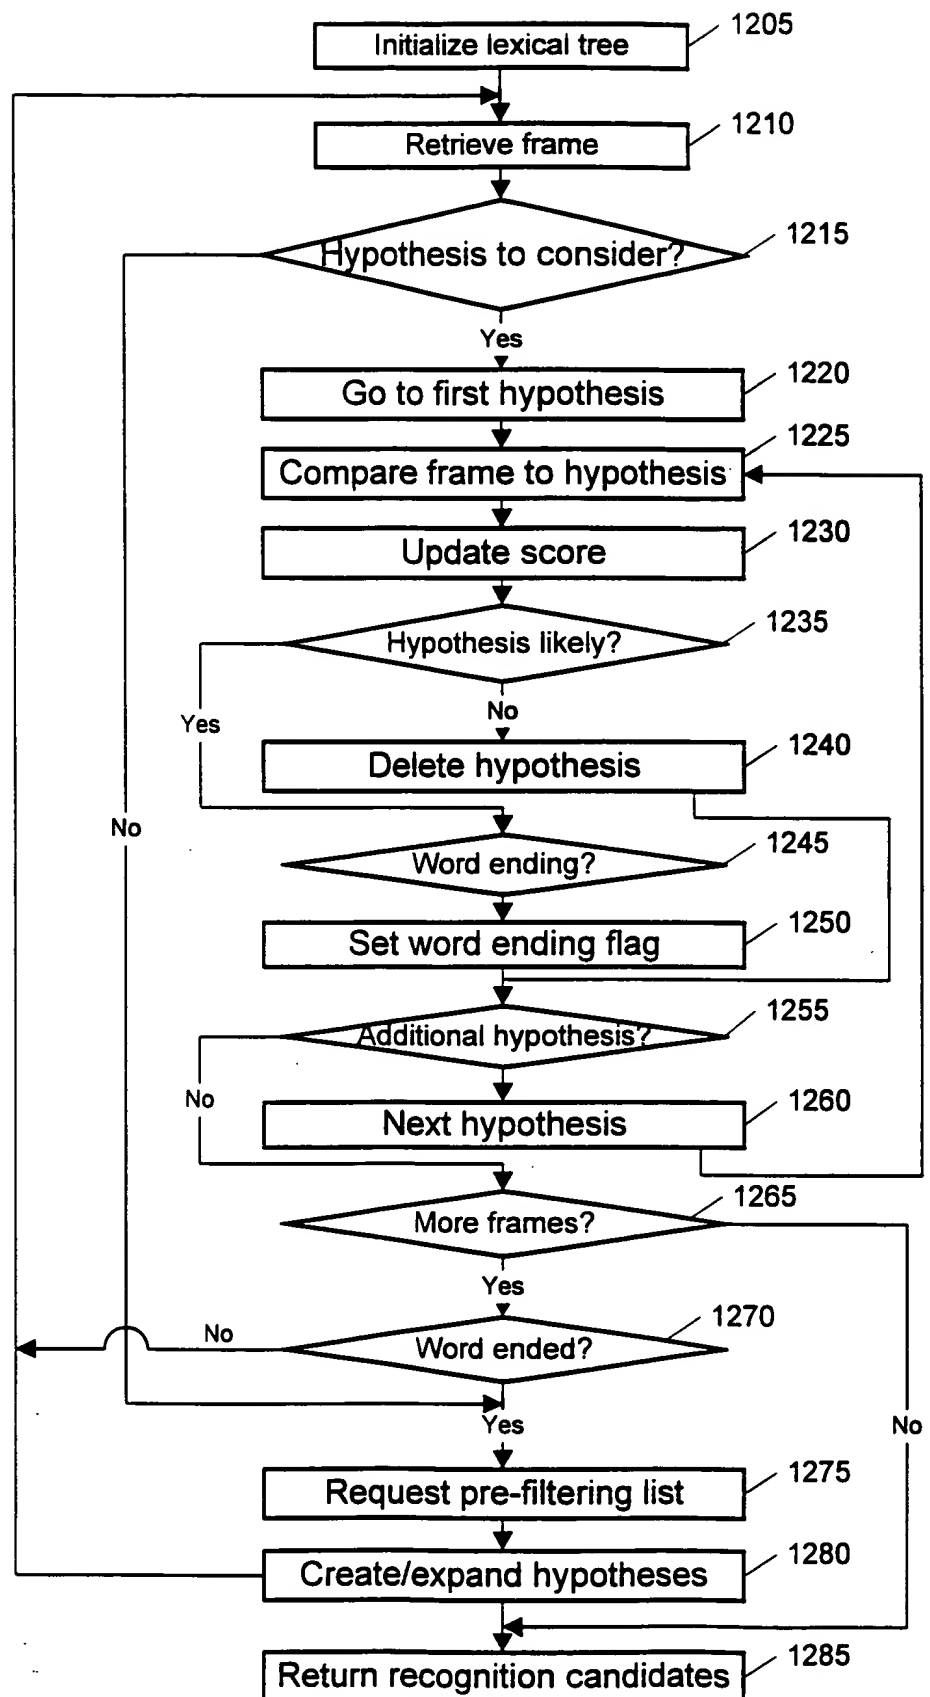 1205
Initialize lexical tree
1210
Retrieve frame
1215
Hypothesis to consider?
Yes
1220
Go to first hypothesis
1225
Compare frame to hypothesis
1230
Update score
1235
Hypothesis likely?
No
Yes
1240
Delete hypothesis
No
1245
Word ending?
1250
Set word ending flag
1255
Additional hypothesis?
No
1260
Next hypothesis
1265
More frames?
Yes
1270
No
Word ended?
Yes
No
1275
Request pre-filtering list
1280
Create/expand hypotheses
1285
Return recognition candidates